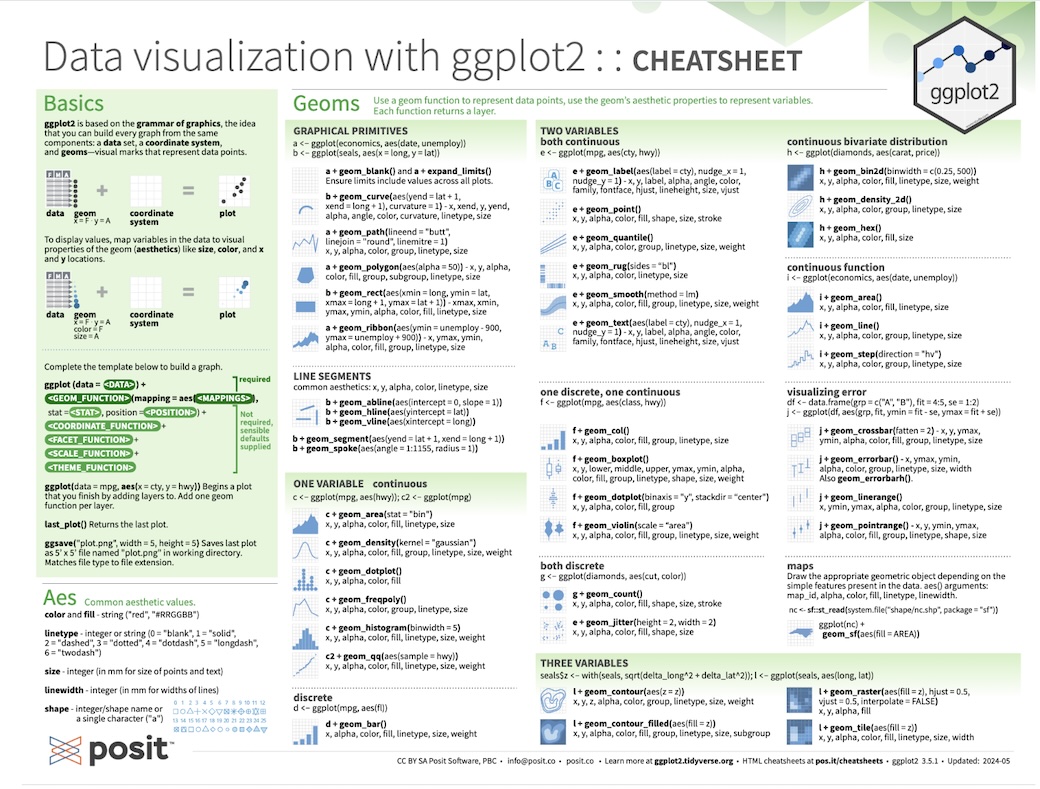 Data visualization with ggplot2 : : CHEATSHEET
ggplot2
Basics
ggplot2 is based on the grammar of graphics, the idea
that you can build every graph from the same
components: a data set, a coordinate system,
and geoms—visual marks that represent data points.
F M A
data geom coordinate plot
x = F · y = A system
To display values, map variables in the data to visual
properties of the geom (aesthetics) like size, color, and x
and y locations.
F M A
data geom coordinate plot
x = F · y = A system
color = F
size = A
Complete the template below to build a graph.
required
ggplot (data = <DATA>) +
<GEOM_FUNCTION>(mapping = aes(<MAPPINGS>),
stat = <STAT>, position = <POSITION>) +
<COORDINATE_FUNCTION> +
<FACET_FUNCTION> +
<SCALE_FUNCTION> +
<THEME_FUNCTION>
Not
required,
sensible
defaults
supplied
ggplot(data = mpg, aes(x = cty, y = hwy)) Begins a plot
that you finish by adding layers to. Add one geom
function per layer.
last_plot() Returns the last plot.
ggsave("plot.png", width = 5, height = 5) Saves last plot
as 5' x 5' file named "plot.png" in working directory.
Matches file type to file extension.
Aes Common aesthetic values.
color and fill - string ("red", "#RRGGBB")
linetype - integer or string (0 = "blank", 1 = "solid",
2 = "dashed", 3 = "dotted", 4 = "dotdash", 5 = "longdash",
6 = "twodash")
size - integer (in mm for size of points and text)
linewidth - integer (in mm for widths of lines)
shape - integer/shape name or
a single character ("a")
0 1 2 3 4 5 6 7 8 9 10 11 12
13 14 15 16 17 18 19 20 21 22 23 24 25
posit™
Geoms Use a geom function to represent data points, use the geom's aesthetic properties to represent variables.
Each function returns a layer.
GRAPHICAL PRIMITIVES
a <- ggplot(economics, aes(date, unemploy))
b <- ggplot(seals, aes(x = long, y = lat))
a + geom_blank() and a + expand_limits()
Ensure limits include values across all plots.
b + geom_curve(aes(yend = lat + 1,
xend = long + 1), curvature = 1) - x, xend, y, yend,
alpha, angle, color, curvature, linetype, size
a + geom_path(lineend = "butt",
linejoin = "round", linemitre = 1)
x, y, alpha, color, group, linetype, size
a + geom_polygon(aes(alpha = 50)) - x, y, alpha,
color, fill, group, subgroup, linetype, size
b + geom_rect(aes(xmin = long, ymin = lat,
xmax = long + 1, ymax = lat + 1)) - xmax, xmin,
ymax, ymin, alpha, color, fill, linetype, size
a + geom_ribbon(aes(ymin = unemploy - 900,
ymax = unemploy + 900)) - x, ymax, ymin,
alpha, color, fill, group, linetype, size
LINE SEGMENTS
common aesthetics: x, y, alpha, color, linetype, size
b + geom_abline(aes(intercept = 0, slope = 1))
b + geom_hline(aes(yintercept = lat))
b + geom_vline(aes(xintercept = long))
b + geom_segment(aes(yend = lat + 1, xend = long + 1))
b + geom_spoke(aes(angle = 1:1155, radius = 1))
ONE VARIABLE continuous
c <- ggplot(mpg, aes(hwy)); c2 <- ggplot(mpg)
c + geom_area(stat = "bin")
x, y, alpha, color, fill, linetype, size
c + geom_density(kernel = "gaussian")
x, y, alpha, color, fill, group, linetype, size, weight
c + geom_dotplot()
x, y, alpha, color, fill
c + geom_freqpoly()
x, y, alpha, color, group, linetype, size
c + geom_histogram(binwidth = 5)
x, y, alpha, color, fill, linetype, size, weight
c2 + geom_qq(aes(sample = hwy))
x, y, alpha, color, fill, linetype, size, weight
discrete
d <- ggplot(mpg, aes(fl))
d + geom_bar()
x, alpha, color, fill, linetype, size, weight
TWO VARIABLES
both continuous
e <- ggplot(mpg, aes(cty, hwy))
e + geom_label(aes(label = cty), nudge_x = 1,
nudge_y = 1) - x, y, label, alpha, angle, color,
family, fontface, hjust, lineheight, size, vjust
e + geom_point()
x, y, alpha, color, fill, shape, size, stroke
e + geom_quantile()
x, y, alpha, color, group, linetype, size, weight
e + geom_rug(sides = "bl")
x, y, alpha, color, linetype, size
e + geom_smooth(method = lm)
x, y, alpha, color, fill, group, linetype, size, weight
e + geom_text(aes(label = cty), nudge_x = 1,
nudge_y = 1) - x, y, label, alpha, angle, color,
family, fontface, hjust, lineheight, size, vjust
one discrete, one continuous
f <- ggplot(mpg, aes(class, hwy))
f + geom_col()
x, y, alpha, color, fill, group, linetype, size
f + geom_boxplot()
x, y, lower, middle, upper, ymax, ymin, alpha,
color, fill, group, linetype, shape, size, weight
f + geom_dotplot(binaxis = "y", stackdir = "center")
x, y, alpha, color, fill, group
f + geom_violin(scale = "area")
x, y, alpha, color, fill, group, linetype, size, weight
both discrete
g <- ggplot(diamonds, aes(cut, color))
g + geom_count()
x, y, alpha, color, fill, shape, size, stroke
e + geom_jitter(height = 2, width = 2)
x, y, alpha, color, fill, shape, size
continuous bivariate distribution
h <- ggplot(diamonds, aes(carat, price))
h + geom_bin2d(binwidth = c(0.25, 500))
x, y, alpha, color, fill, linetype, size, weight
h + geom_density_2d()
x, y, alpha, color, group, linetype, size
h + geom_hex()
x, y, alpha, color, fill, size
continuous function
i <- ggplot(economics, aes(date, unemploy))
i + geom_area()
x, y, alpha, color, fill, linetype, size
i + geom_line()
x, y, alpha, color, group, linetype, size
i + geom_step(direction = "hv")
x, y, alpha, color, group, linetype, size
visualizing error
df <- data.frame(grp = c("A", "B"), fit = 4:5, se = 1:2)
j <- ggplot(df, aes(grp, fit, ymin = fit - se, ymax = fit + se))
j + geom_crossbar(fatten = 2) - x, y, ymax,
ymin, alpha, color, fill, group, linetype, size
j + geom_errorbar() - x, ymax, ymin,
alpha, color, group, linetype, size, width
Also geom_errorbarh().
j + geom_linerange()
x, ymin, ymax, alpha, color, group, linetype, size
j + geom_pointrange() - x, y, ymin, ymax,
alpha, color, fill, group, linetype, shape, size
maps
Draw the appropriate geometric object depending on the
simple features present in the data. aes() arguments:
map_id, alpha, color, fill, linetype, linewidth.
nc <- sf::st_read(system.file("shape/nc.shp", package = "sf"))
ggplot(nc) +
geom_sf(aes(fill = AREA))
THREE VARIABLES
seals$z <- with(seals, sqrt(delta_long^2 + delta_lat^2)); l <- ggplot(seals, aes(long, lat))
l + geom_contour(aes(z = z))
x, y, z, alpha, color, group, linetype, size, weight
l + geom_contour_filled(aes(fill = z))
x, y, alpha, color, fill, group, linetype, size, subgroup
l + geom_raster(aes(fill = z), hjust = 0.5,
vjust = 0.5, interpolate = FALSE)
x, y, alpha, fill
l + geom_tile(aes(fill = z))
x, y, alpha, color, fill, linetype, size, width
CC BY SA Posit Software, PBC • info@posit.co • posit.co • Learn more at ggplot2.tidyverse.org • HTML cheatsheets at pos.it/cheatsheets • ggplot2 3.5.1 • Updated: 2024-05